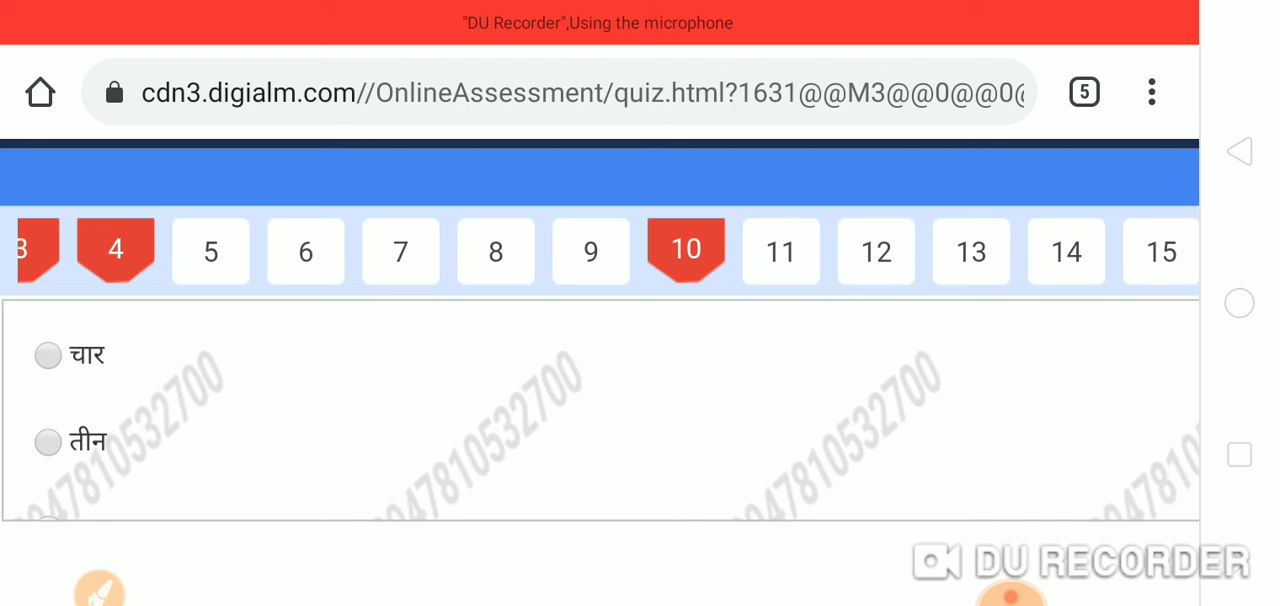 "DU Recorder",Using the microphone
cdn3.digialm.com//OnlineAssessment/quiz.html?1631@@M3@@0@@0@
5
3 4 5 6 7 8 9 10 11 12 13 14 15
चार
तीन
DU RECORDER